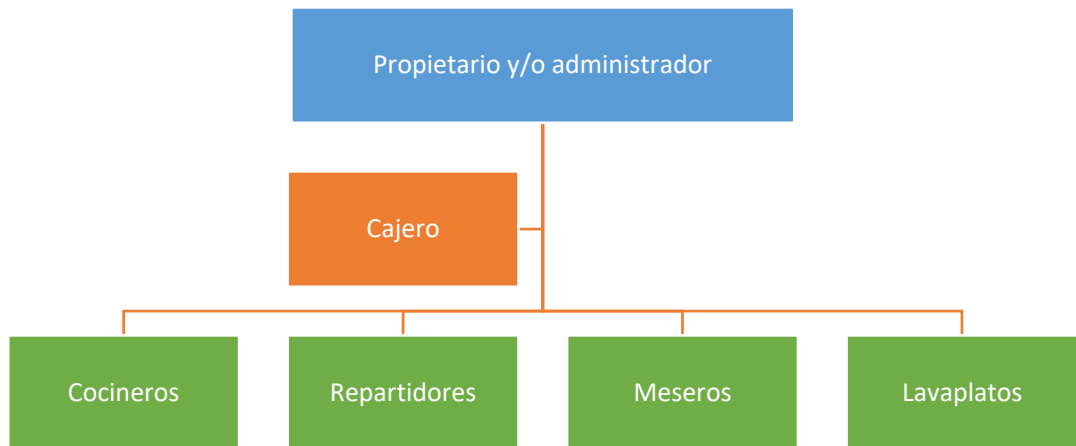 Propietario y/o administrador
Cajero
Cocineros
Repartidores
Meseros
Lavaplatos